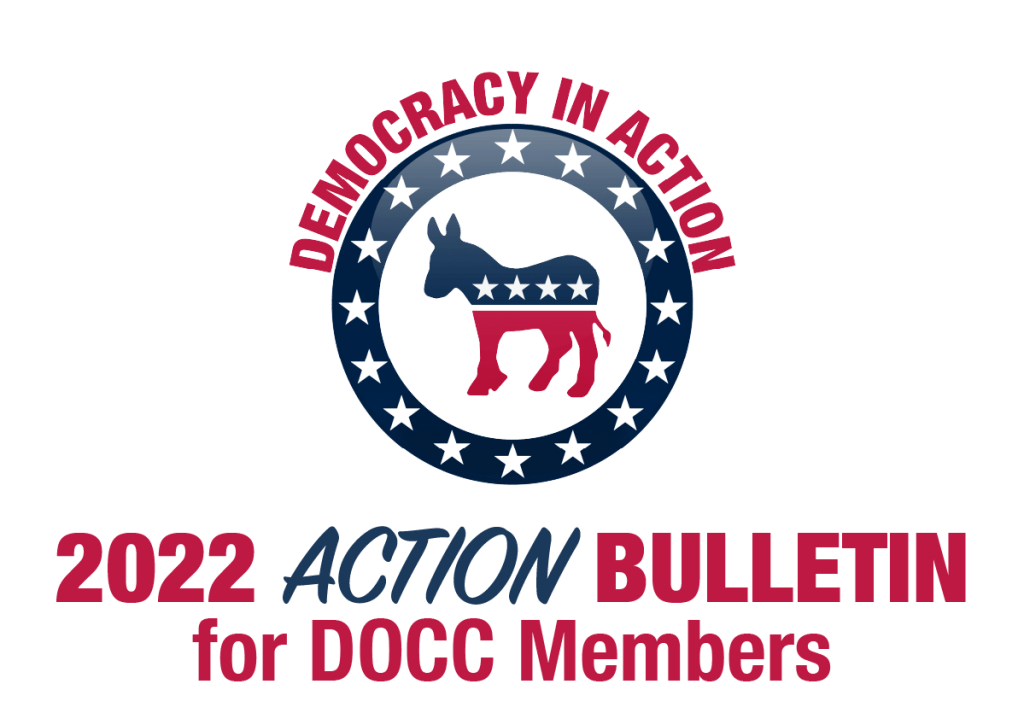 DEMOCRACY IN ACTION
2022 ACTION BULLETIN
for DOCC Members